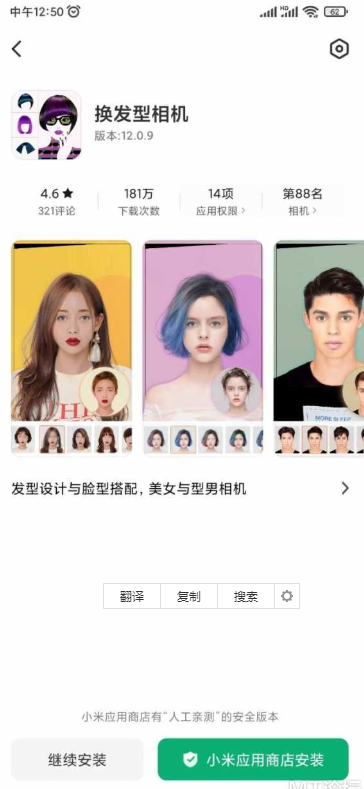 中午12:50
HD
62
换发型相机
版本:12.0.9
4.6★ 181万 14项 第88名
321评论 下载次数 应用权限› 相机›
发型设计与脸型搭配，美女与型男相机
翻译 复制 搜索
小米应用商店有“人工亲测”的安全版本
继续安装 小米应用商店安装